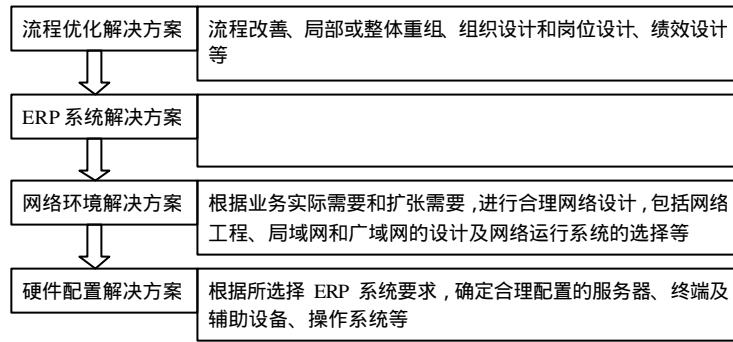 流程优化解决方案
流程改善、局部或整体重组、组织设计和岗位设计、绩效设计
等
ERP 系统解决方案
网络环境解决方案
根据业务实际需要和扩张需要,进行合理网络设计,包括网络
工程、局域网和广域网的设计及网络运行系统的选择等
硬件配置解决方案
根据所选择 ERP 系统要求,确定合理配置的服务器、终端及
辅助设备、操作系统等